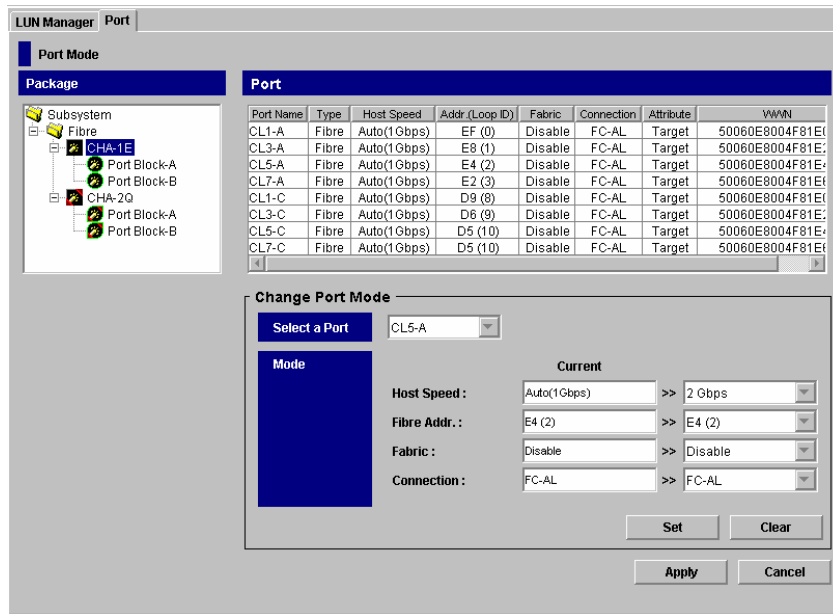 LUN Manager Port
Port Mode
Package
Subsystem
Fibre
CHA-1E
Port Block-A
Port Block-B
CHA-2Q
Port Block-A
Port Block-B
Port
Port Name Type Host Speed Addr.(Loop ID) Fabric Connection Attribute WWN
CL1-A Fibre Auto(1Gbps) EF (0) Disable FC-AL Target
CL3-A Fibre Auto(1Gbps) E8 (1) Disable FC-AL Target
CL5-A Fibre Auto(1Gbps) E4 (2) Disable FC-AL Target
CL7-A Fibre Auto(1Gbps) E2 (3) Disable FC-AL Target
CL1-C Fibre Auto(1Gbps) D9 (8) Disable FC-AL Target
CL3-C Fibre Auto(1Gbps) D6 (9) Disable FC-AL Target
CL5-C Fibre Auto(1Gbps) D5 (10) Disable FC-AL Target
CL7-C Fibre Auto(1Gbps) D5 (10) Disable FC-AL Target
Change Port Mode
Select a Port CL5-A
Mode
Current
Host Speed : Auto(1Gbps) >> 2 Gbps
Fibre Addr. : E4 (2) >> E4 (2)
Fabric : Disable >> Disable
Connection : FC-AL >> FC-AL
Set Clear
Apply Cancel